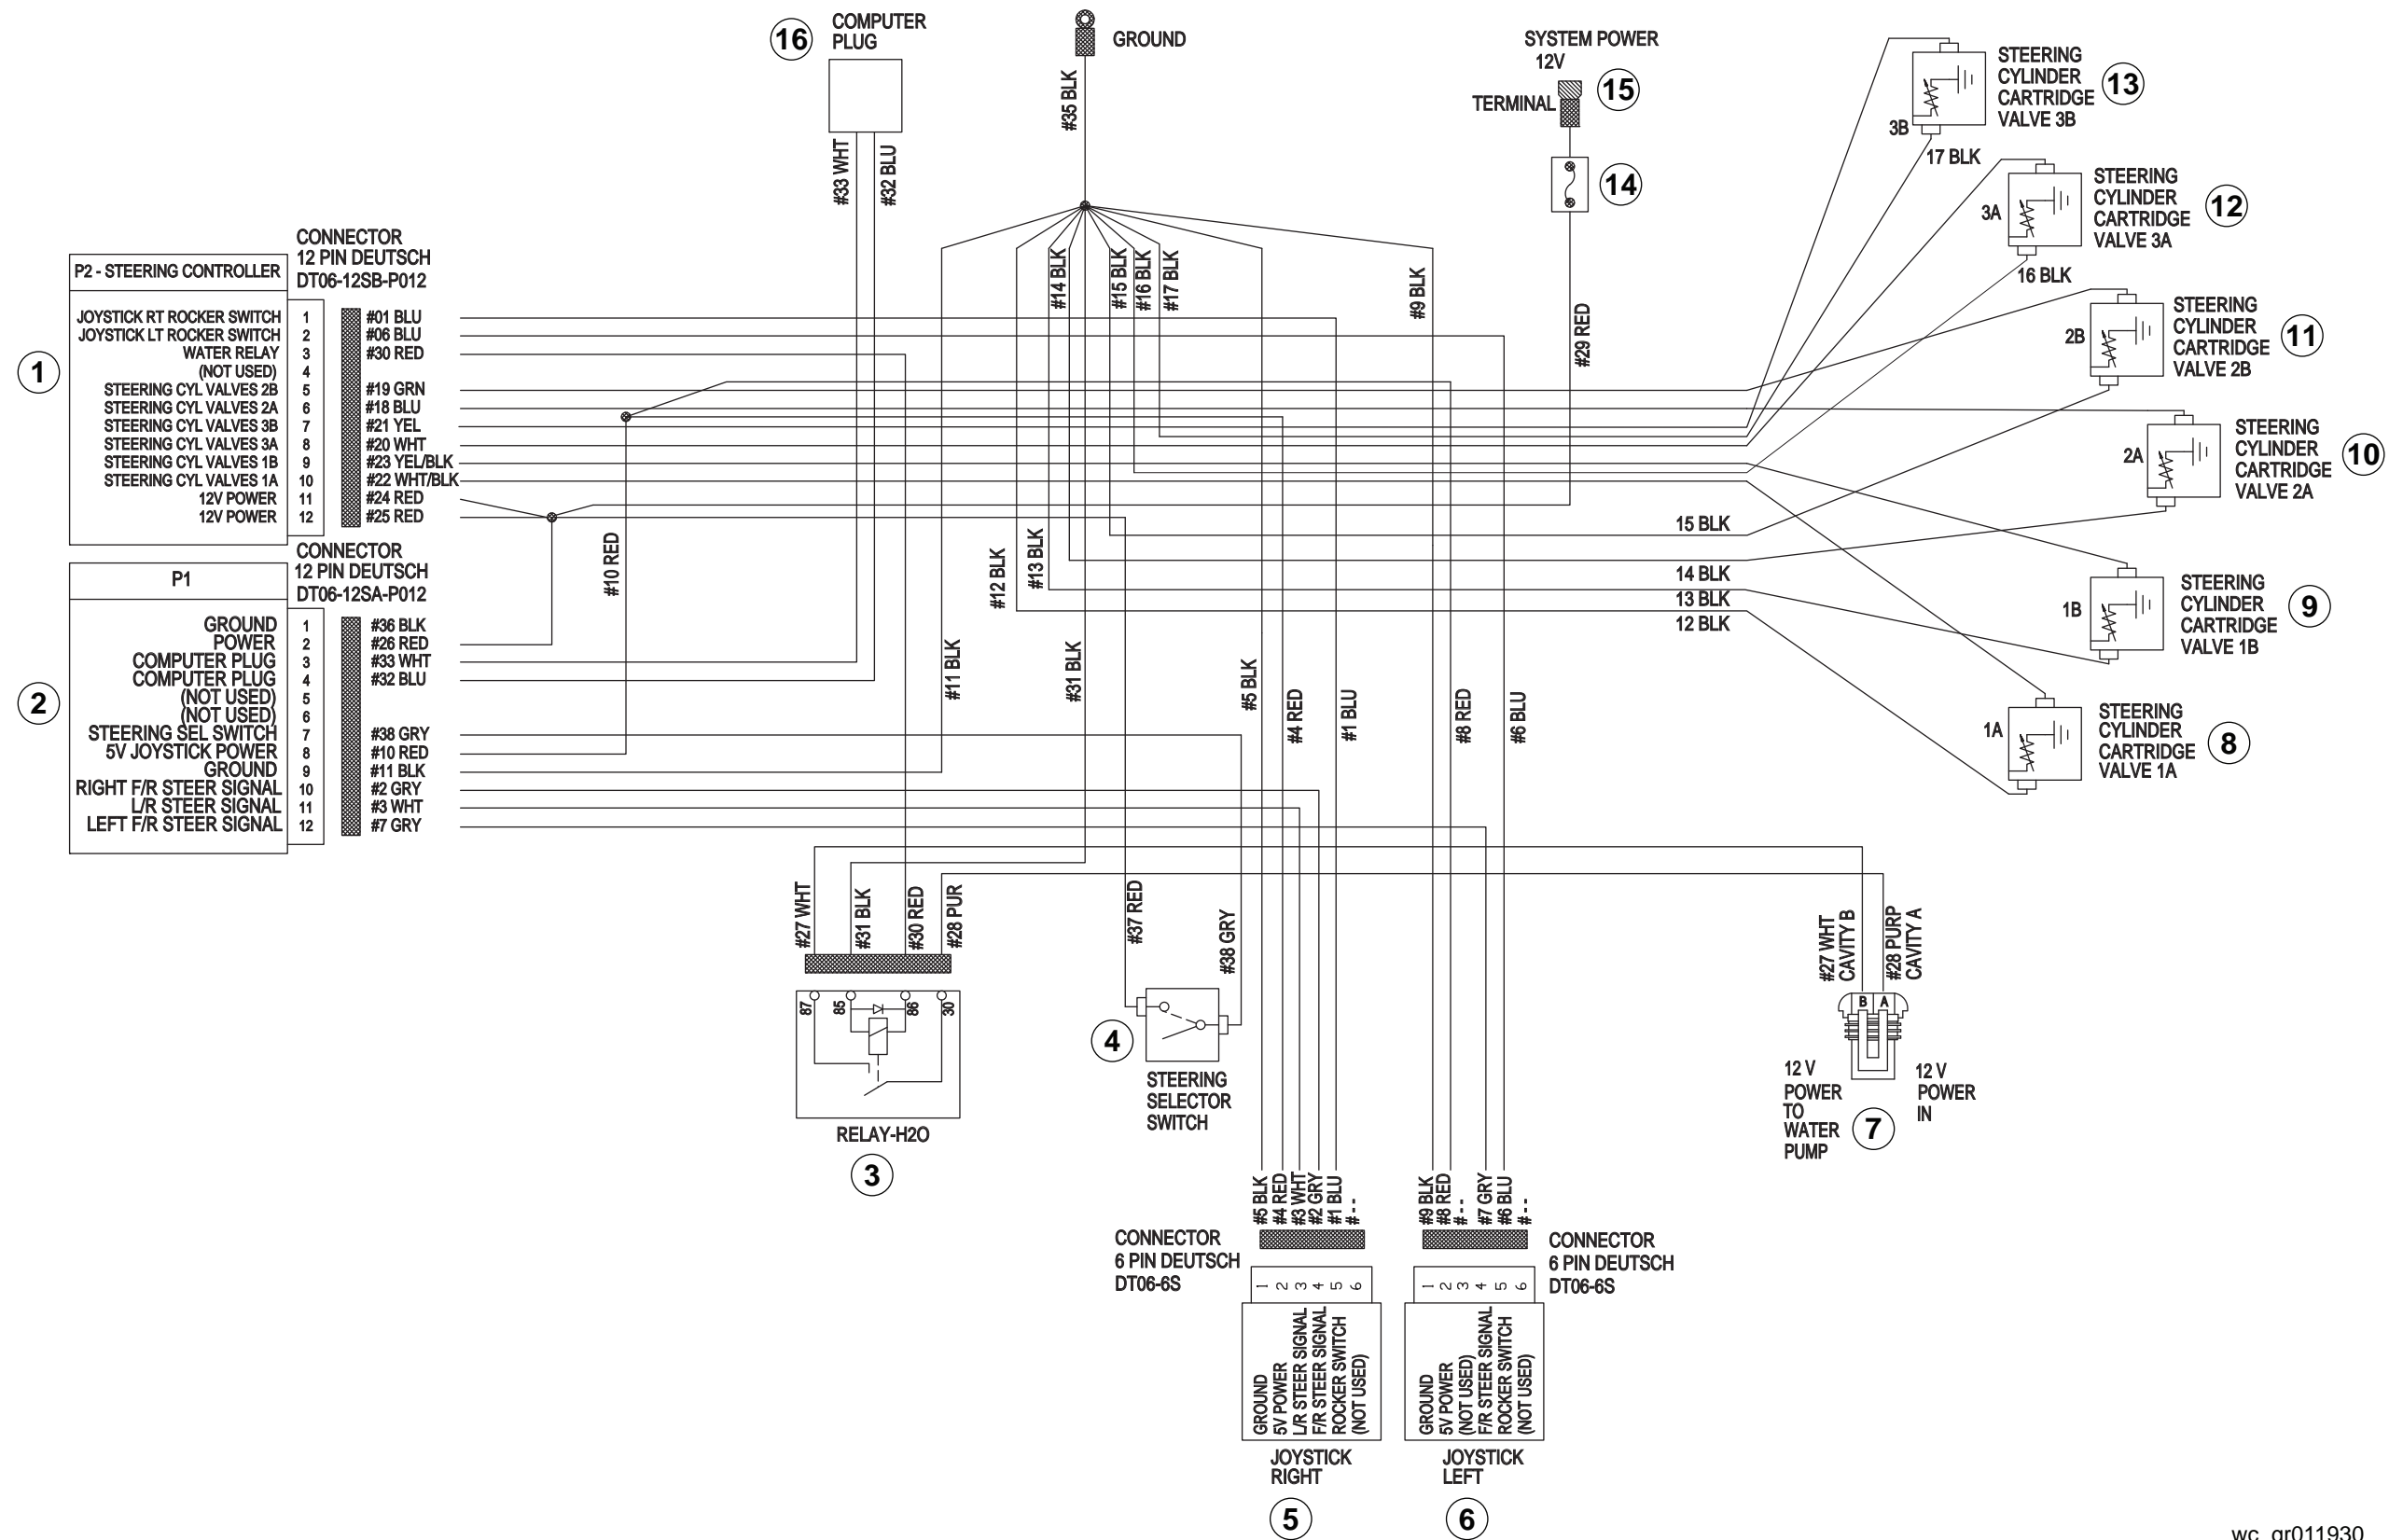 16
COMPUTER
PLUG
#33 WHT
#32 BLU
GROUND
#35 BLK
SYSTEM POWER
12V
TERMINAL
15
14
#29 RED
STEERING
CYLINDER
CARTRIDGE
VALVE 3B
13
3B
17 BLK
STEERING
CYLINDER
CARTRIDGE
VALVE 3A
12
3A
16 BLK
STEERING
CYLINDER
CARTRIDGE
VALVE 2B
11
2B
STEERING
CYLINDER
CARTRIDGE
VALVE 2A
10
2A
STEERING
CYLINDER
CARTRIDGE
VALVE 1B
9
1B
STEERING
CYLINDER
CARTRIDGE
VALVE 1A
8
1A
15 BLK
14 BLK
13 BLK
12 BLK
#14 BLK
#15 BLK
#16 BLK
#17 BLK
#9 BLK
1
P2 - STEERING CONTROLLER
CONNECTOR
12 PIN DEUTSCH
DT06-12SB-P012
JOYSTICK RT ROCKER SWITCH 1 #01 BLU
JOYSTICK LT ROCKER SWITCH 2 #06 BLU
WATER RELAY 3 #30 RED
(NOT USED) 4
STEERING CYL VALVES 2B 5 #19 GRN
STEERING CYL VALVES 2A 6 #18 BLU
STEERING CYL VALVES 3B 7 #21 YEL
STEERING CYL VALVES 3A 8 #20 WHT
STEERING CYL VALVES 1B 9 #23 YEL/BLK
STEERING CYL VALVES 1A 10 #22 WHT/BLK
12V POWER 11 #24 RED
12V POWER 12 #25 RED
2
P1
CONNECTOR
12 PIN DEUTSCH
DT06-12SA-P012
GROUND 1 #36 BLK
POWER 2 #26 RED
COMPUTER PLUG 3 #33 WHT
COMPUTER PLUG 4 #32 BLU
(NOT USED) 5
(NOT USED) 6
STEERING SEL SWITCH 7 #38 GRY
5V JOYSTICK POWER 8 #10 RED
GROUND 9 #11 BLK
RIGHT F/R STEER SIGNAL 10 #2 GRY
L/R STEER SIGNAL 11 #3 WHT
LEFT F/R STEER SIGNAL 12 #7 GRY
#10 RED
#12 BLK
#13 BLK
#11 BLK
#31 BLK
#5 BLK
#4 RED
#1 BLU
#8 RED
#6 BLU
#27 WHT
#31 BLK
#30 RED
#28 PUR
87
85
86
30
RELAY-H2O
3
#37 RED
#38 GRY
4
STEERING
SELECTOR
SWITCH
#27 WHT
CAVITY B
#28 PURP
CAVITY A
B A
12 V
POWER
TO
WATER
PUMP
7
12 V
POWER
IN
#5 BLK
#4 RED
#3 WHT
#2 GRY
#1 BLU
#--
CONNECTOR
6 PIN DEUTSCH
DT06-6S
1
2
3
4
5
6
GROUND
5V POWER
L/R STEER SIGNAL
F/R STEER SIGNAL
ROCKER SWITCH
(NOT USED)
JOYSTICK
RIGHT
5
#9 BLK
#8 RED
#--
#7 GRY
#6 BLU
#--
CONNECTOR
6 PIN DEUTSCH
DT06-6S
1
2
3
4
5
6
GROUND
5V POWER
(NOT USED)
F/R STEER SIGNAL
ROCKER SWITCH
(NOT USED)
JOYSTICK
LEFT
6
wc_gr011930